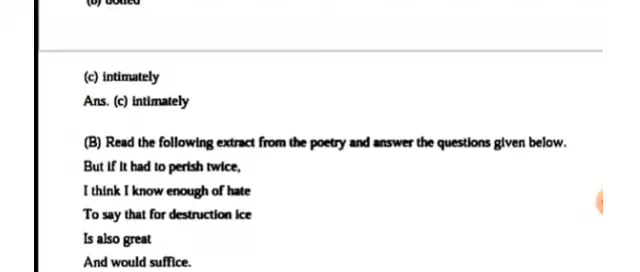 (b) dotted
(c) intimately
Ans. (c) intimately
(B) Read the following extract from the poetry and answer the questions given below.
But if it had to perish twice,
I think I know enough of hate
To say that for destruction ice
Is also great
And would suffice.